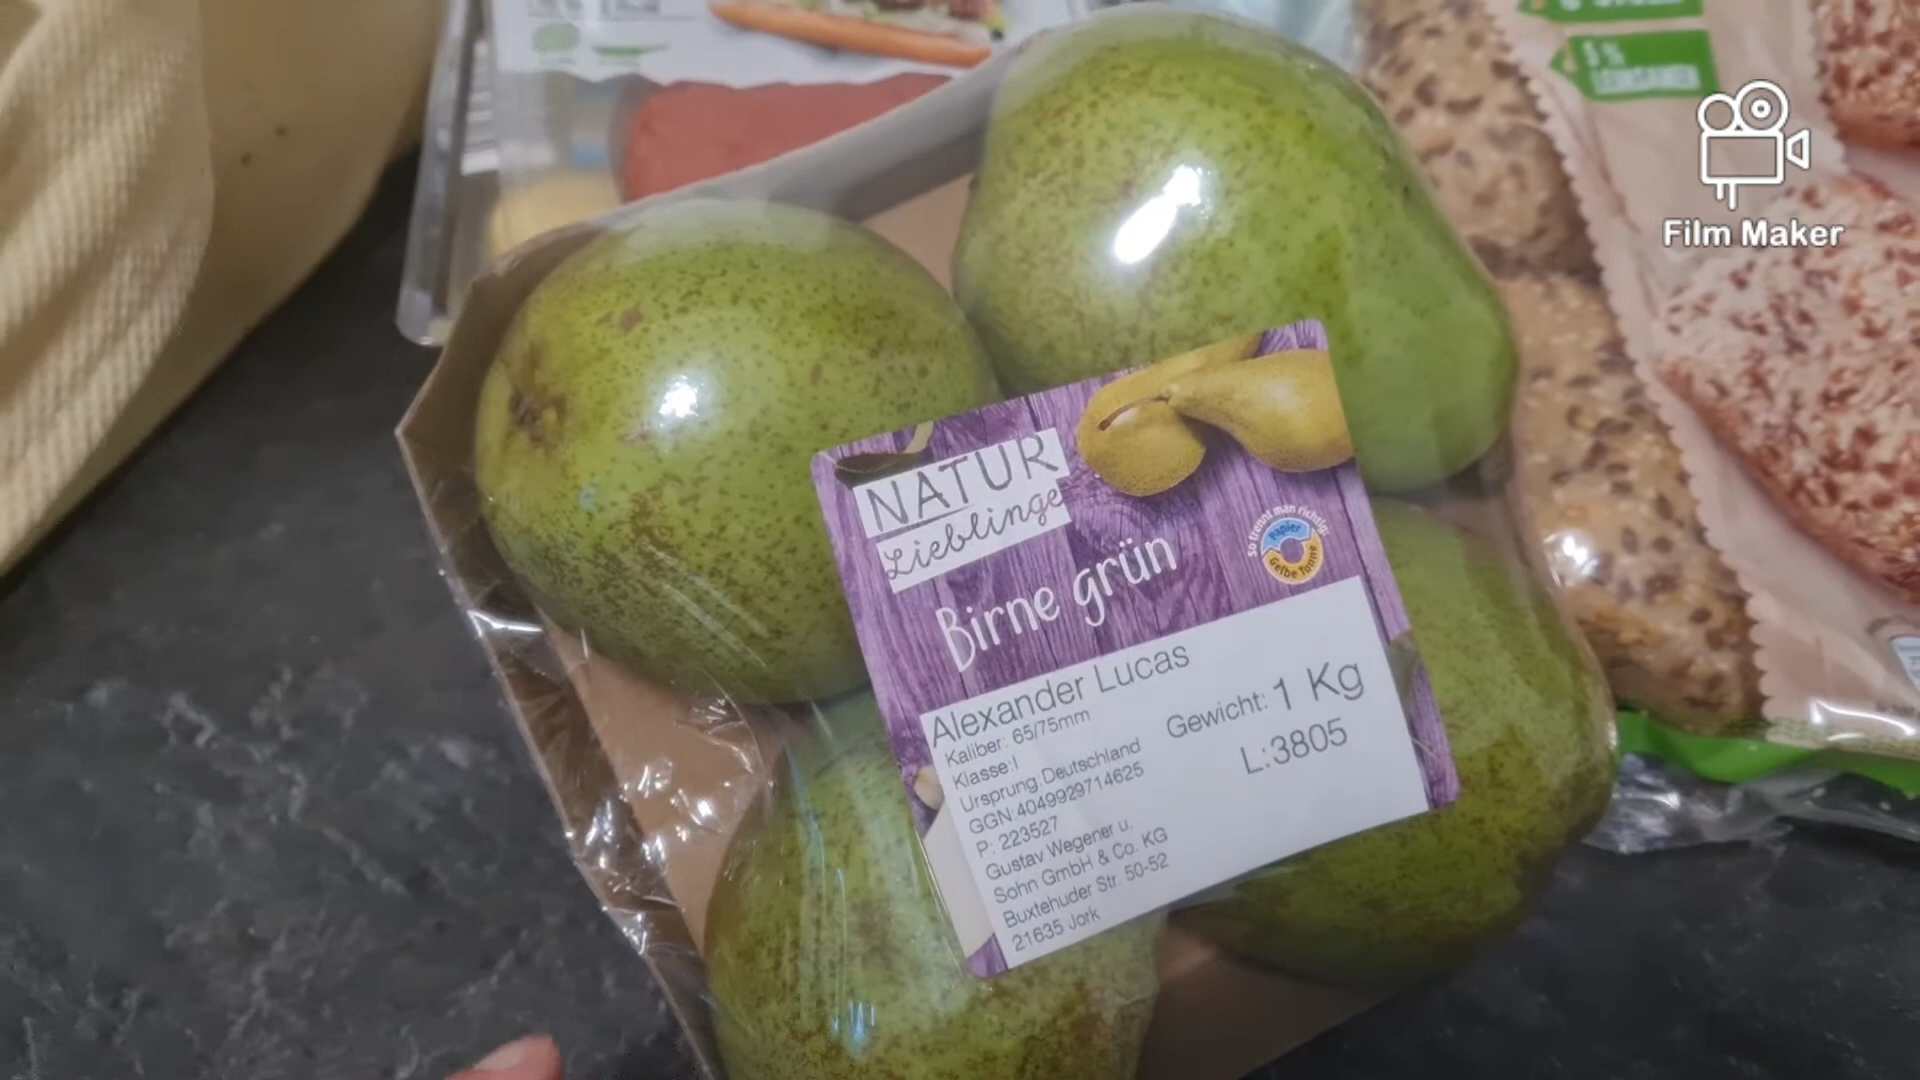 5%
LEINSAMEN
Film Maker
NATUR
Lieblinge
So trennt man richtig:
Papier
Gelbe Tonne
Birne grün
Alexander Lucas
Kaliber: 65/75mm
Klasse:I
Ursprung:Deutschland
GGN:4049929714625
P: 223527
Gustav Wegener u.
Sohn GmbH & Co. KG
Buxtehuder Str. 50-52
21635 Jork
Gewicht: 1 Kg
L:3805